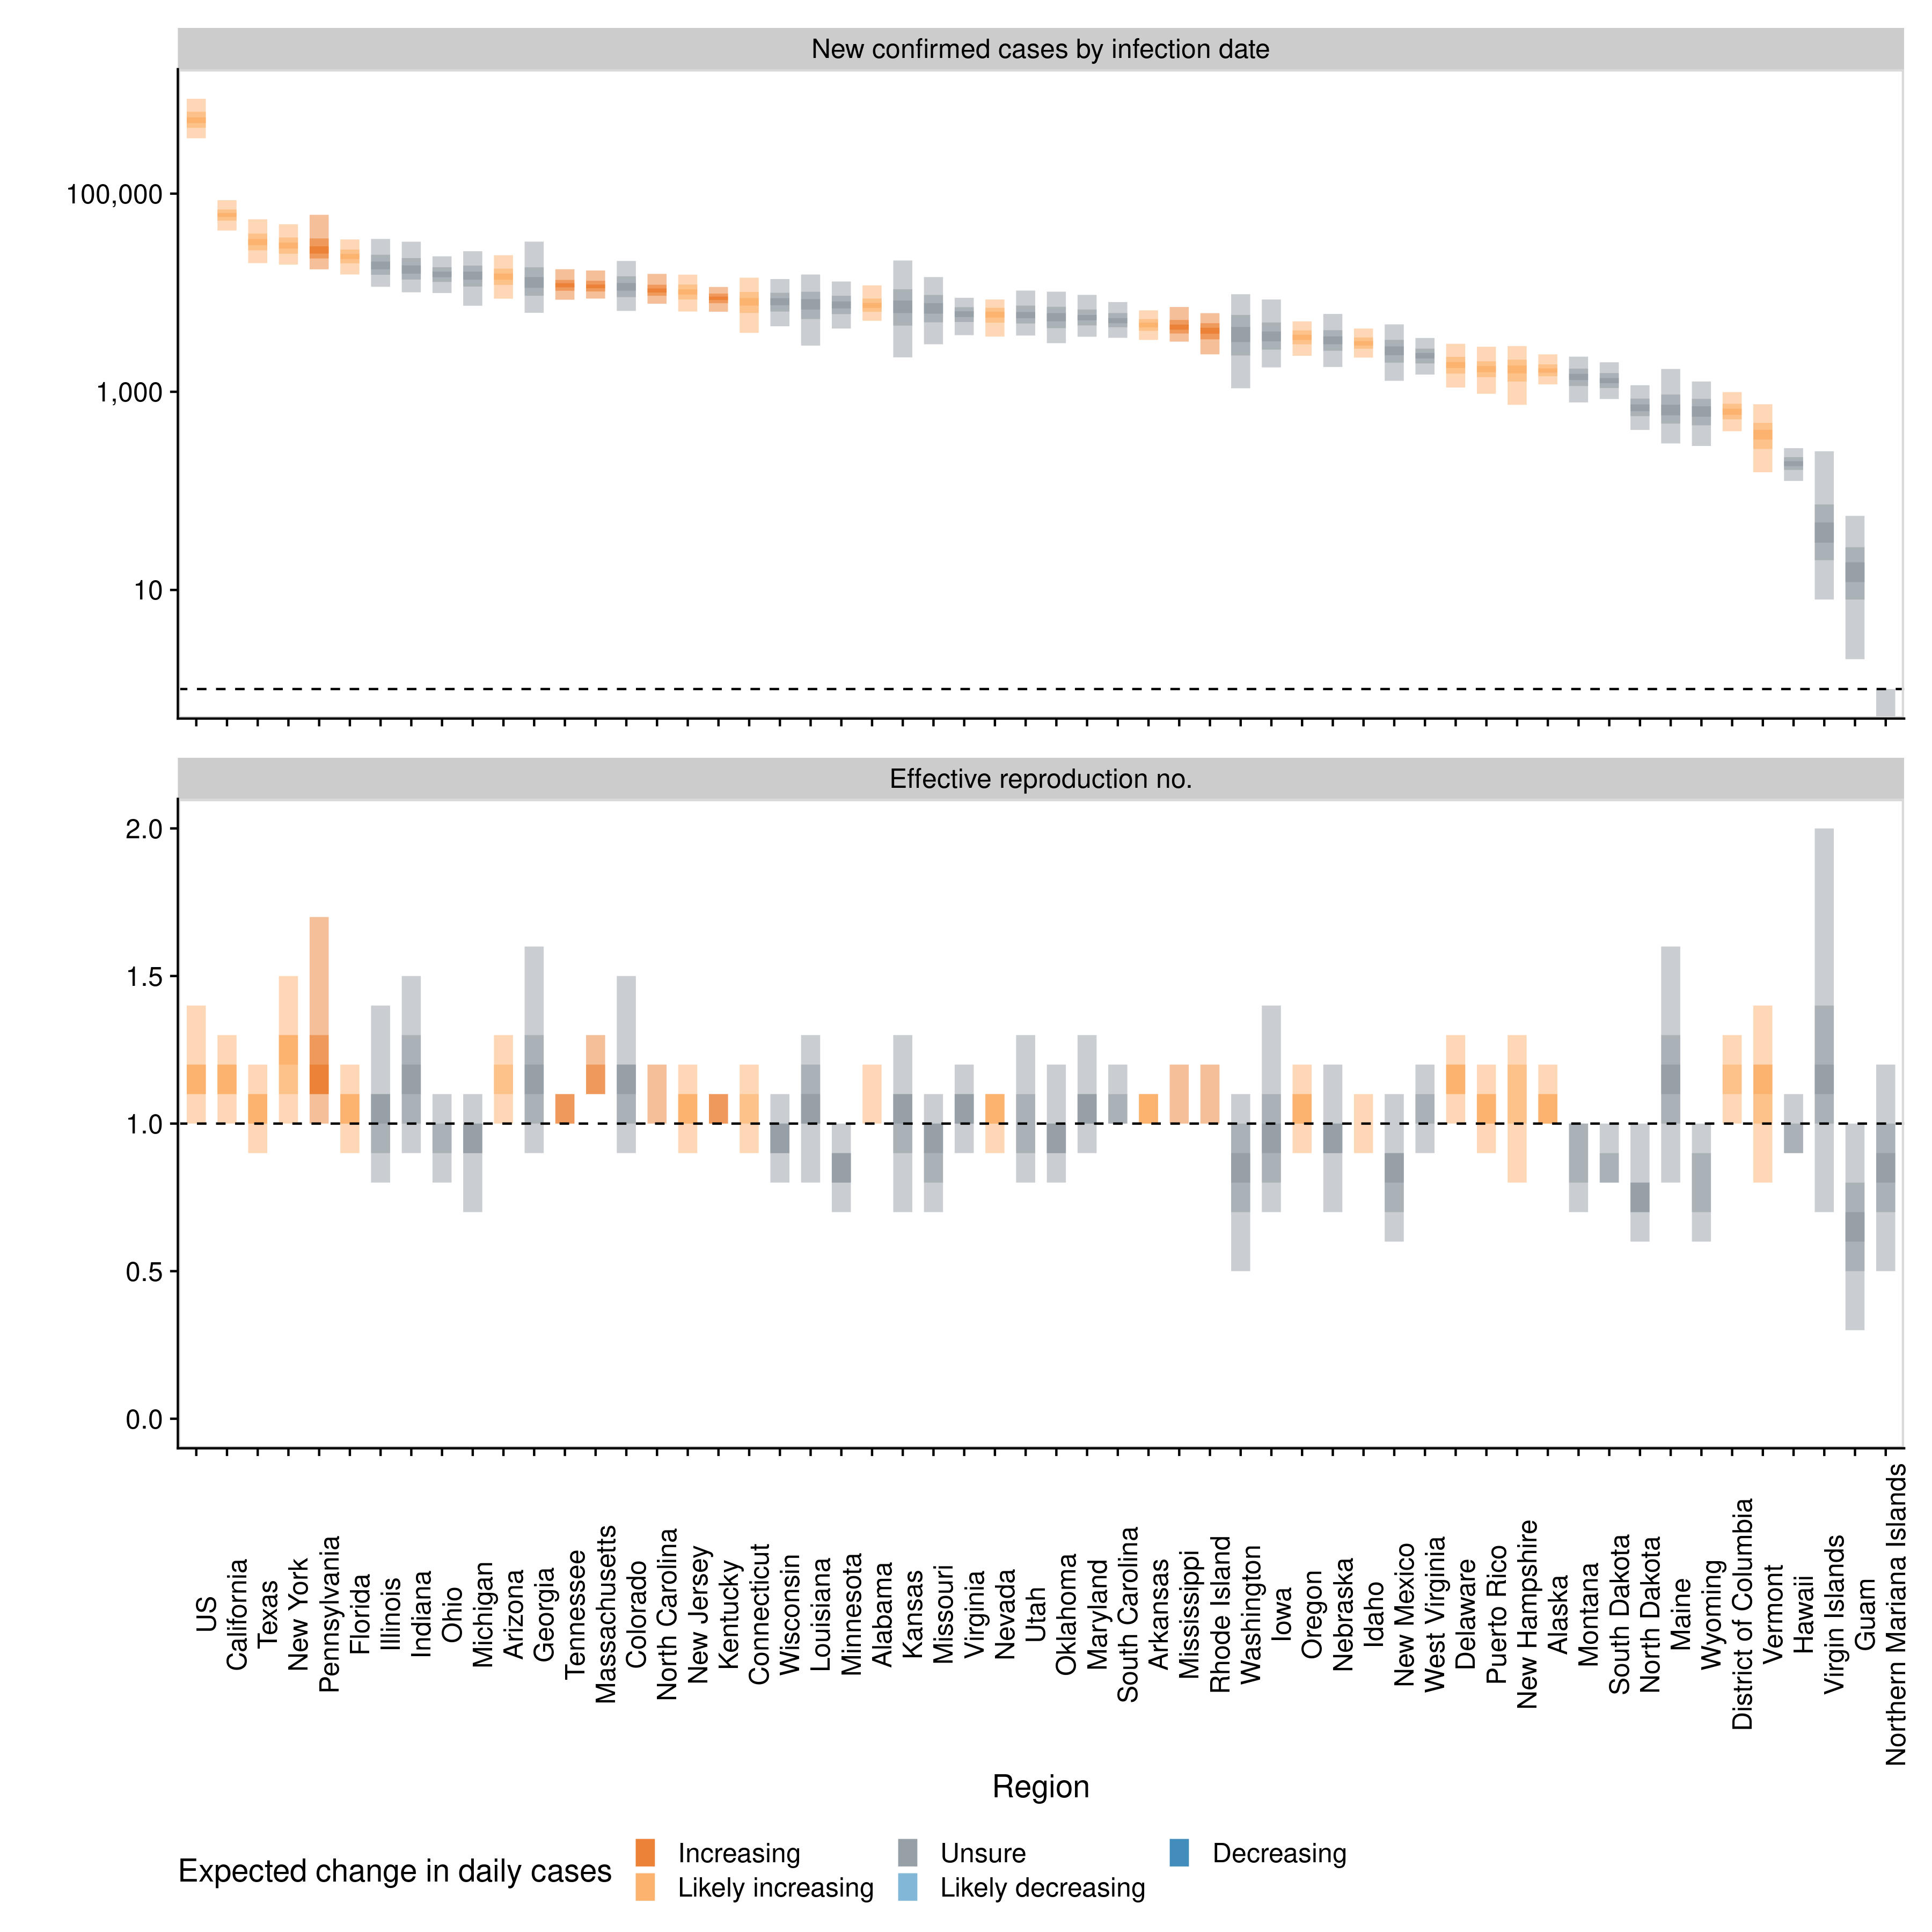 New confirmed cases by infection date
100,000
1,000
10
Effective reproduction no.
2.0
1.5
1.0
0.5
0.0
US
California
Texas
New York
Pennsylvania
Florida
Illinois
Indiana
Ohio
Michigan
Arizona
Georgia
Tennessee
Massachusetts
Colorado
North Carolina
New Jersey
Kentucky
Connecticut
Wisconsin
Louisiana
Minnesota
Alabama
Kansas
Missouri
Virginia
Nevada
Utah
Oklahoma
Maryland
South Carolina
Arkansas
Mississippi
Rhode Island
Washington
Iowa
Oregon
Nebraska
Idaho
New Mexico
West Virginia
Delaware
Puerto Rico
New Hampshire
Alaska
Montana
South Dakota
North Dakota
Maine
Wyoming
District of Columbia
Vermont
Hawaii
Virgin Islands
Guam
Northern Mariana Islands
Region
Expected change in daily cases
Increasing
Likely increasing
Unsure
Likely decreasing
Decreasing